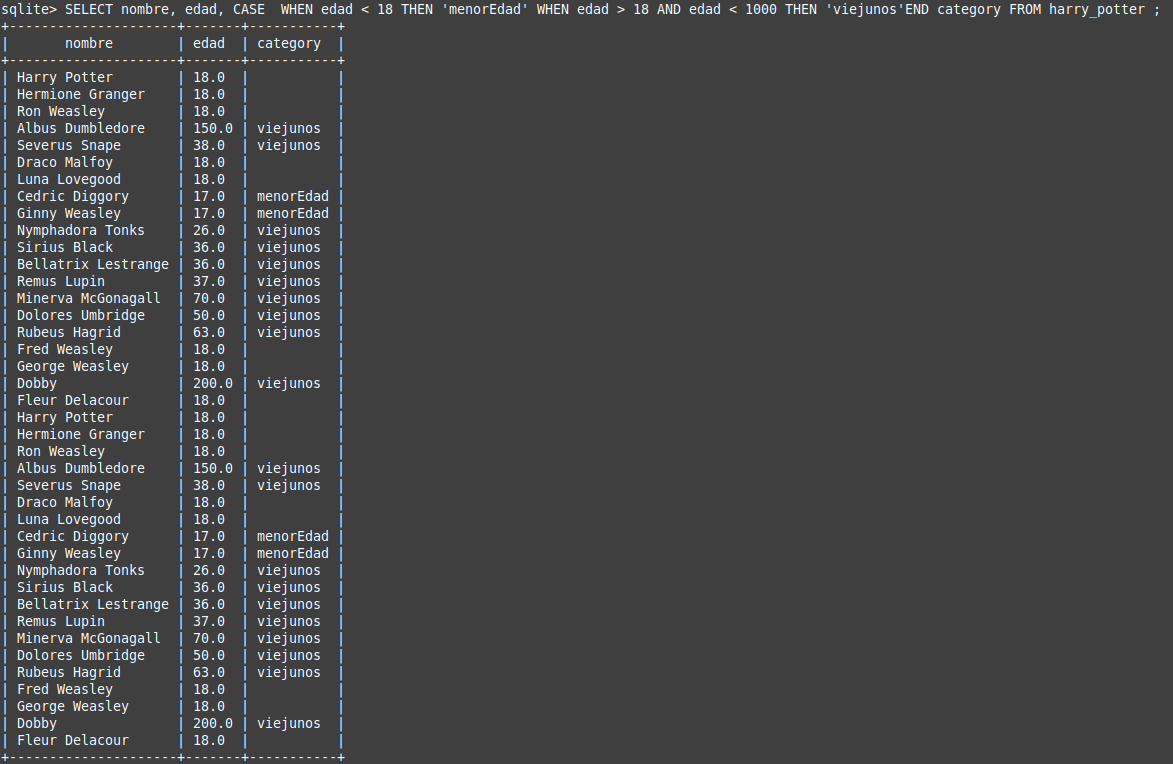 sqlite> SELECT nombre, edad, CASE  WHEN edad < 18 THEN 'menorEdad' WHEN edad > 18 AND edad < 1000 THEN 'viejunos'END category FROM harry_potter ;
+---------------------+-------+-----------+
|       nombre        | edad  | category  |
+---------------------+-------+-----------+
| Harry Potter        | 18.0  |           |
| Hermione Granger    | 18.0  |           |
| Ron Weasley         | 18.0  |           |
| Albus Dumbledore    | 150.0 | viejunos  |
| Severus Snape       | 38.0  | viejunos  |
| Draco Malfoy        | 18.0  |           |
| Luna Lovegood       | 18.0  |           |
| Cedric Diggory      | 17.0  | menorEdad |
| Ginny Weasley       | 17.0  | menorEdad |
| Nymphadora Tonks    | 26.0  | viejunos  |
| Sirius Black        | 36.0  | viejunos  |
| Bellatrix Lestrange | 36.0  | viejunos  |
| Remus Lupin         | 37.0  | viejunos  |
| Minerva McGonagall  | 70.0  | viejunos  |
| Dolores Umbridge    | 50.0  | viejunos  |
| Rubeus Hagrid       | 63.0  | viejunos  |
| Fred Weasley        | 18.0  |           |
| George Weasley      | 18.0  |           |
| Dobby               | 200.0 | viejunos  |
| Fleur Delacour      | 18.0  |           |
| Harry Potter        | 18.0  |           |
| Hermione Granger    | 18.0  |           |
| Ron Weasley         | 18.0  |           |
| Albus Dumbledore    | 150.0 | viejunos  |
| Severus Snape       | 38.0  | viejunos  |
| Draco Malfoy        | 18.0  |           |
| Luna Lovegood       | 18.0  |           |
| Cedric Diggory      | 17.0  | menorEdad |
| Ginny Weasley       | 17.0  | menorEdad |
| Nymphadora Tonks    | 26.0  | viejunos  |
| Sirius Black        | 36.0  | viejunos  |
| Bellatrix Lestrange | 36.0  | viejunos  |
| Remus Lupin         | 37.0  | viejunos  |
| Minerva McGonagall  | 70.0  | viejunos  |
| Dolores Umbridge    | 50.0  | viejunos  |
| Rubeus Hagrid       | 63.0  | viejunos  |
| Fred Weasley        | 18.0  |           |
| George Weasley      | 18.0  |           |
| Dobby               | 200.0 | viejunos  |
| Fleur Delacour      | 18.0  |           |
+---------------------+-------+-----------+